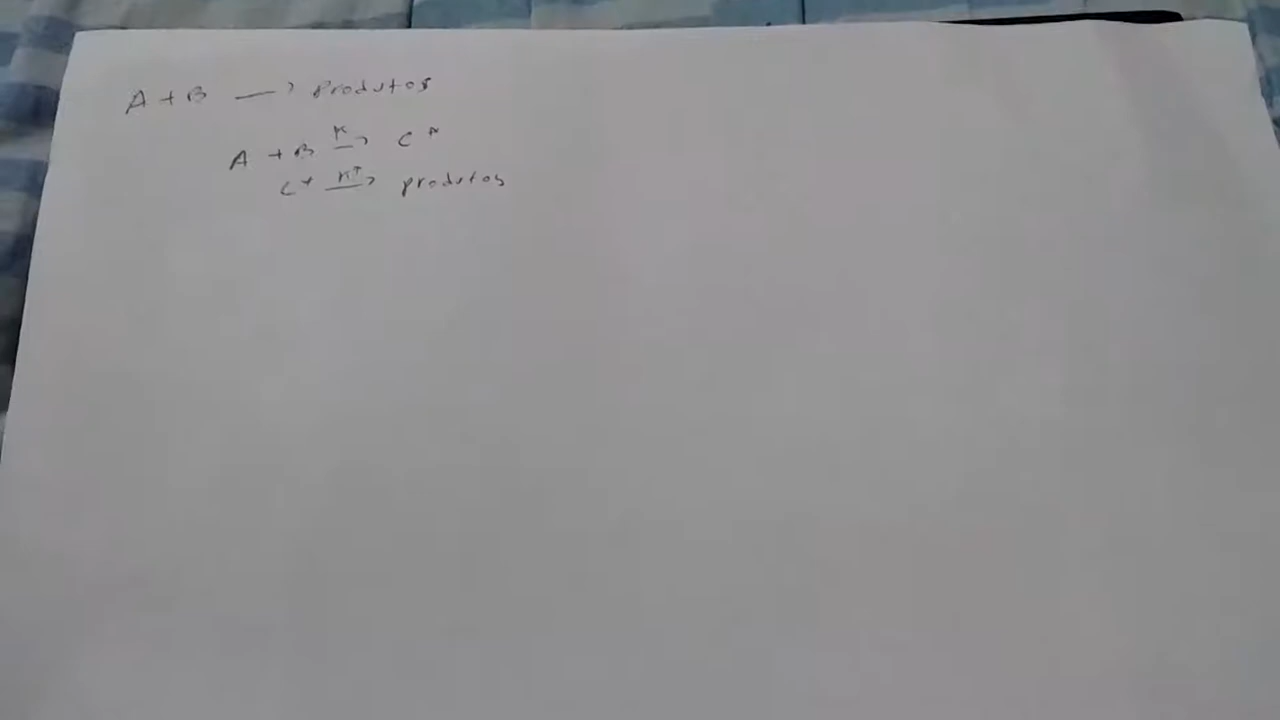 A + B → Produtos
A + B K→ C*
C+ K†→ produtos